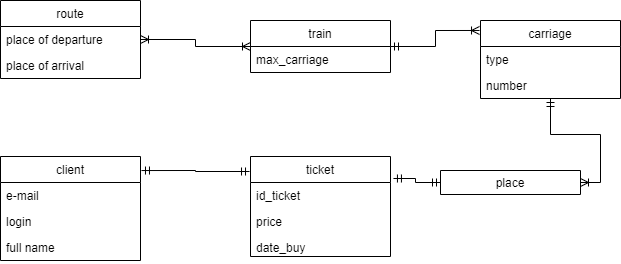 route
place of departure
place of arrival
train
max_carriage
carriage
type
number
client
e-mail
login
full name
ticket
id_ticket
price
date_buy
place